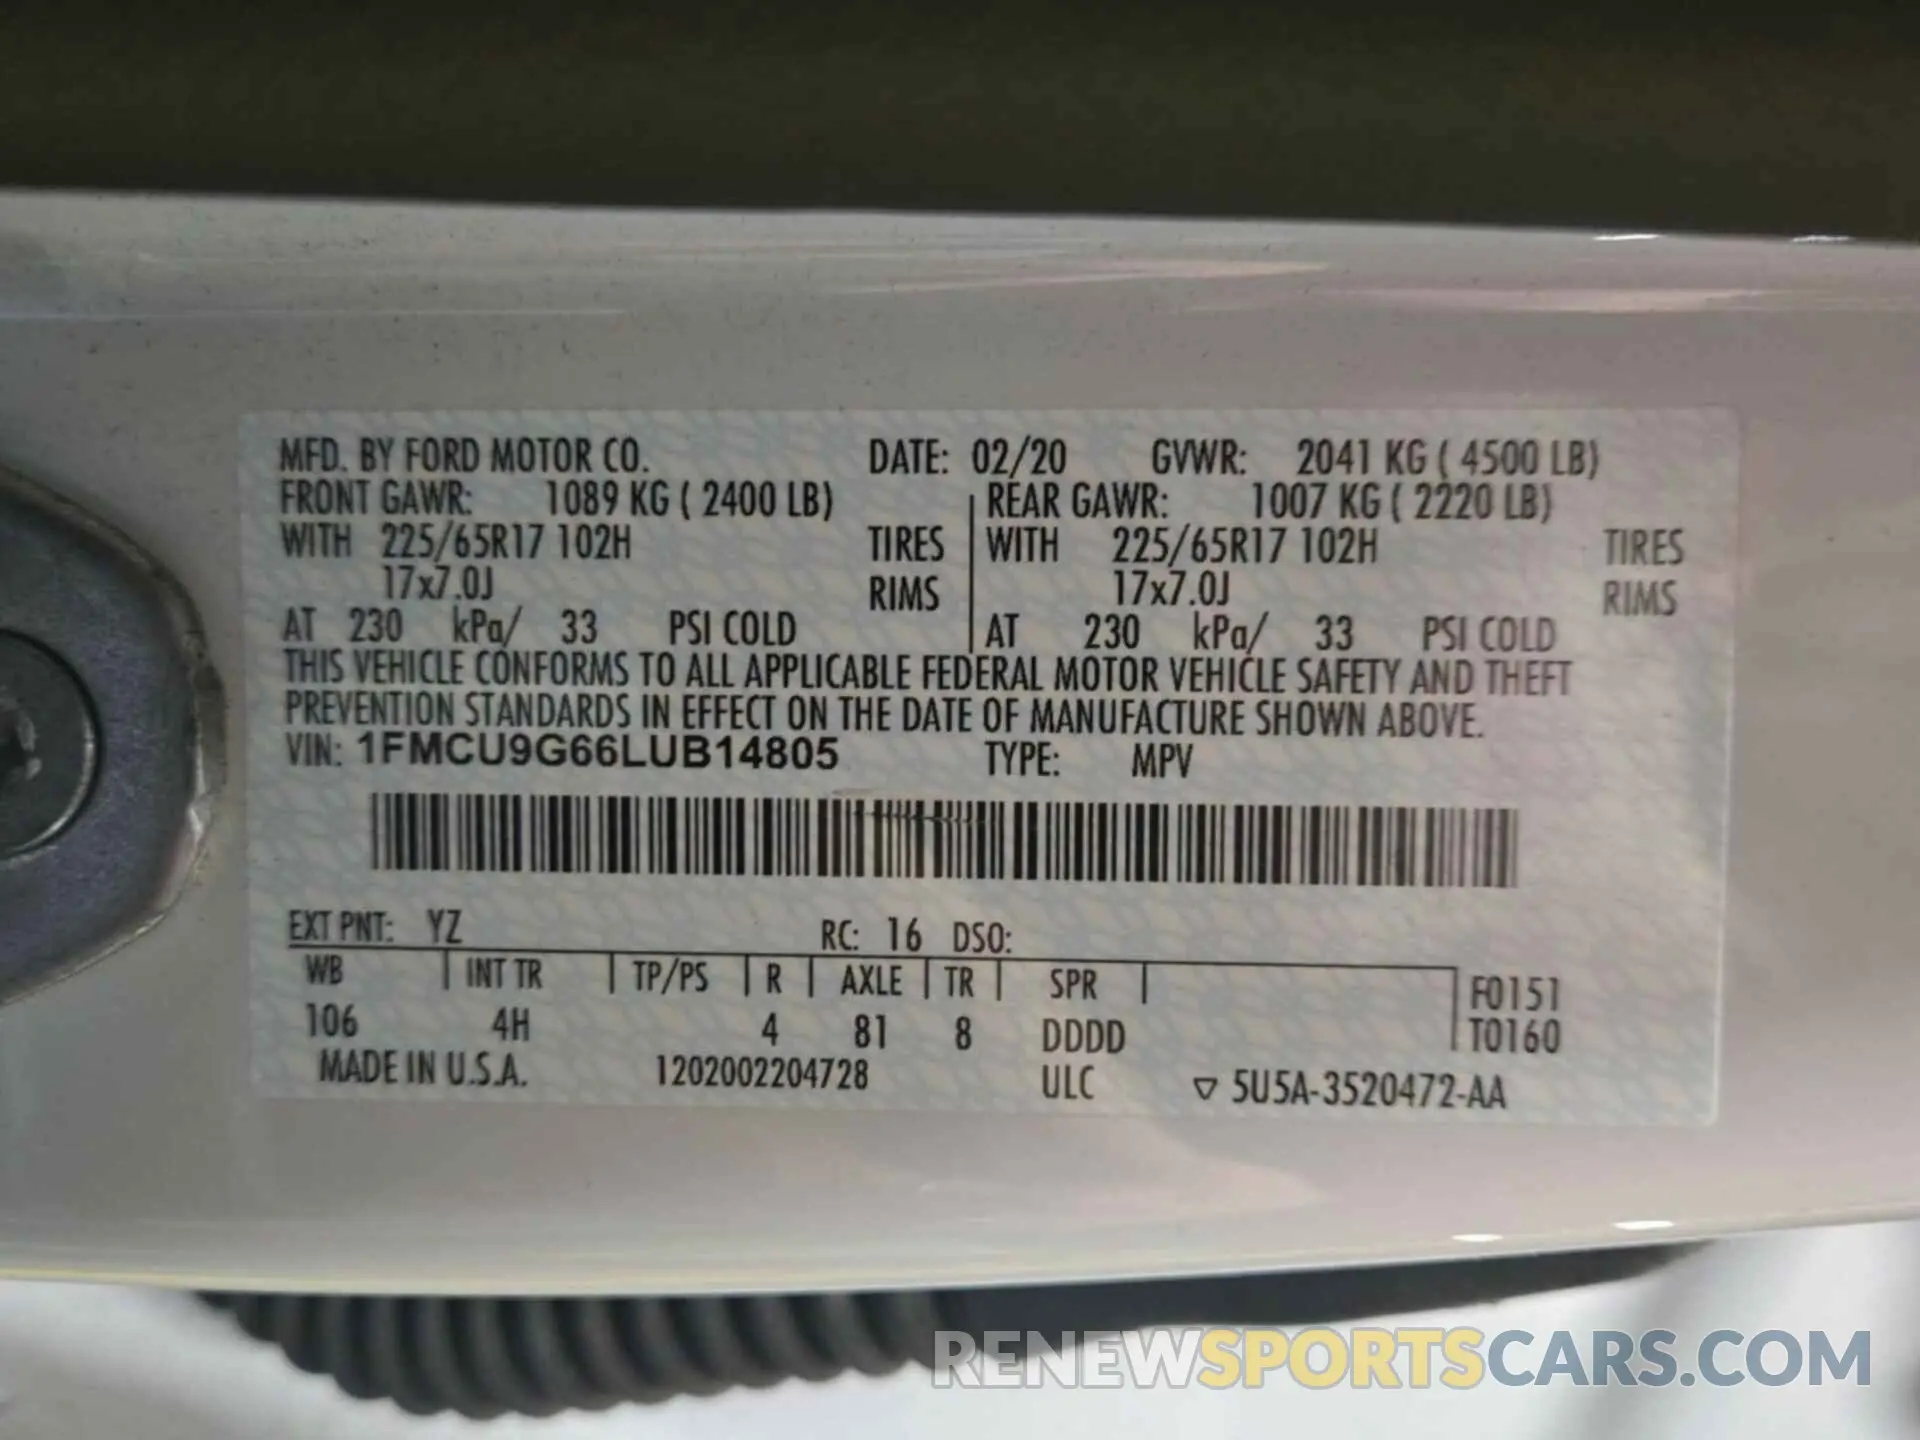 MFD. BY FORD MOTOR CO. DATE: 02/20 GVWR: 2041 KG ( 4500 LB)
FRONT GAWR: 1089 KG ( 2400 LB) REAR GAWR: 1007 KG ( 2220 LB)
WITH 225/65R17 102H TIRES WITH 225/65R17 102H TIRES
17x7.0J RIMS 17x7.0J RIMS
AT 230 kPa/ 33 PSI COLD AT 230 kPa/ 33 PSI COLD
THIS VEHICLE CONFORMS TO ALL APPLICABLE FEDERAL MOTOR VEHICLE SAFETY AND THEFT
PREVENTION STANDARDS IN EFFECT ON THE DATE OF MANUFACTURE SHOWN ABOVE.
VIN: 1FMCU9G66LUB14805 TYPE: MPV
EXT PNT: YZ RC: 16 DSO:
WB INT TR TP/PS R AXLE TR SPR F0151
106 4H 4 81 8 DDDD T0160
MADE IN U.S.A. 1202002204728 ULC ▽ 5U5A-3520472-AA
RENEWSPORTSCARS.COM